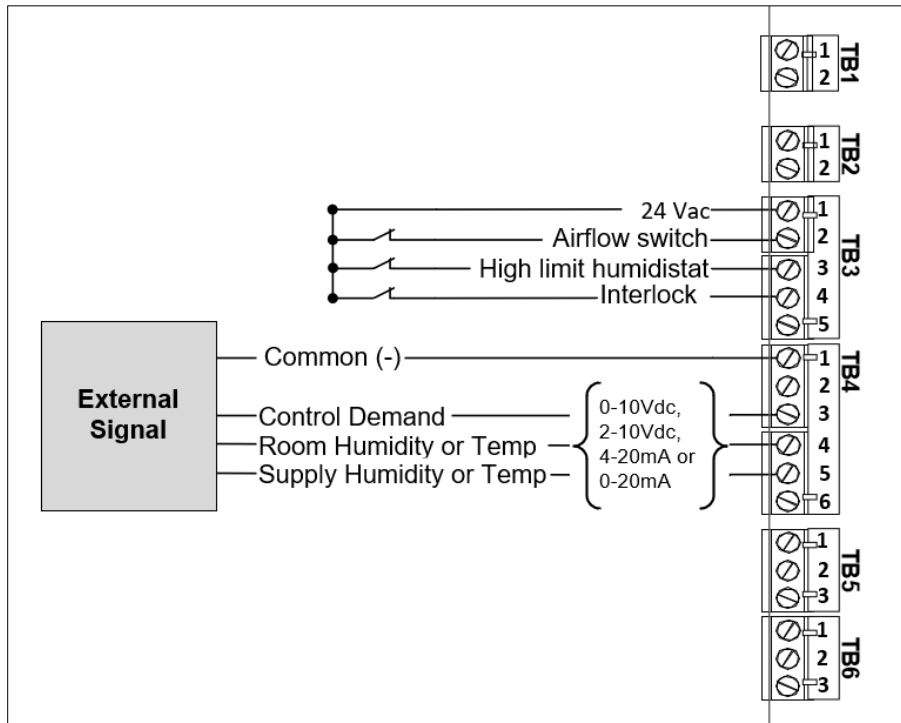 1
2
TB1
1
2
TB2
24 Vac
Airflow switch
High limit humidistat
Interlock
1
2
3
4
5
TB3
External
Signal
Common (-)
Control Demand
Room Humidity or Temp
Supply Humidity or Temp
0-10Vdc,
2-10Vdc,
4-20mA or
0-20mA
1
2
3
4
5
6
TB4
1
2
3
TB5
1
2
3
TB6